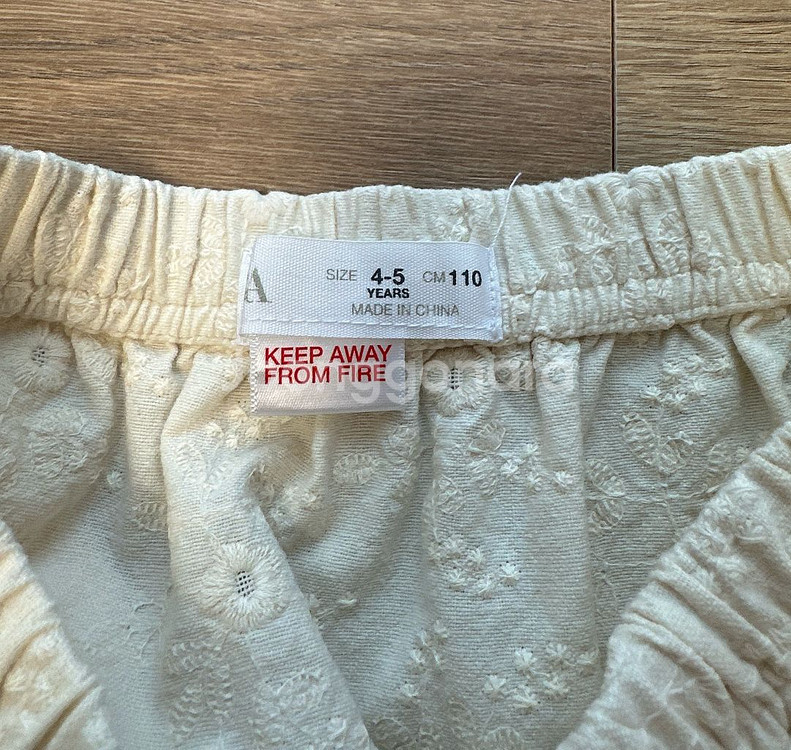 A SIZE 4-5 CM 110
YEARS
MADE IN CHINA
KEEP AWAY
FROM FIRE